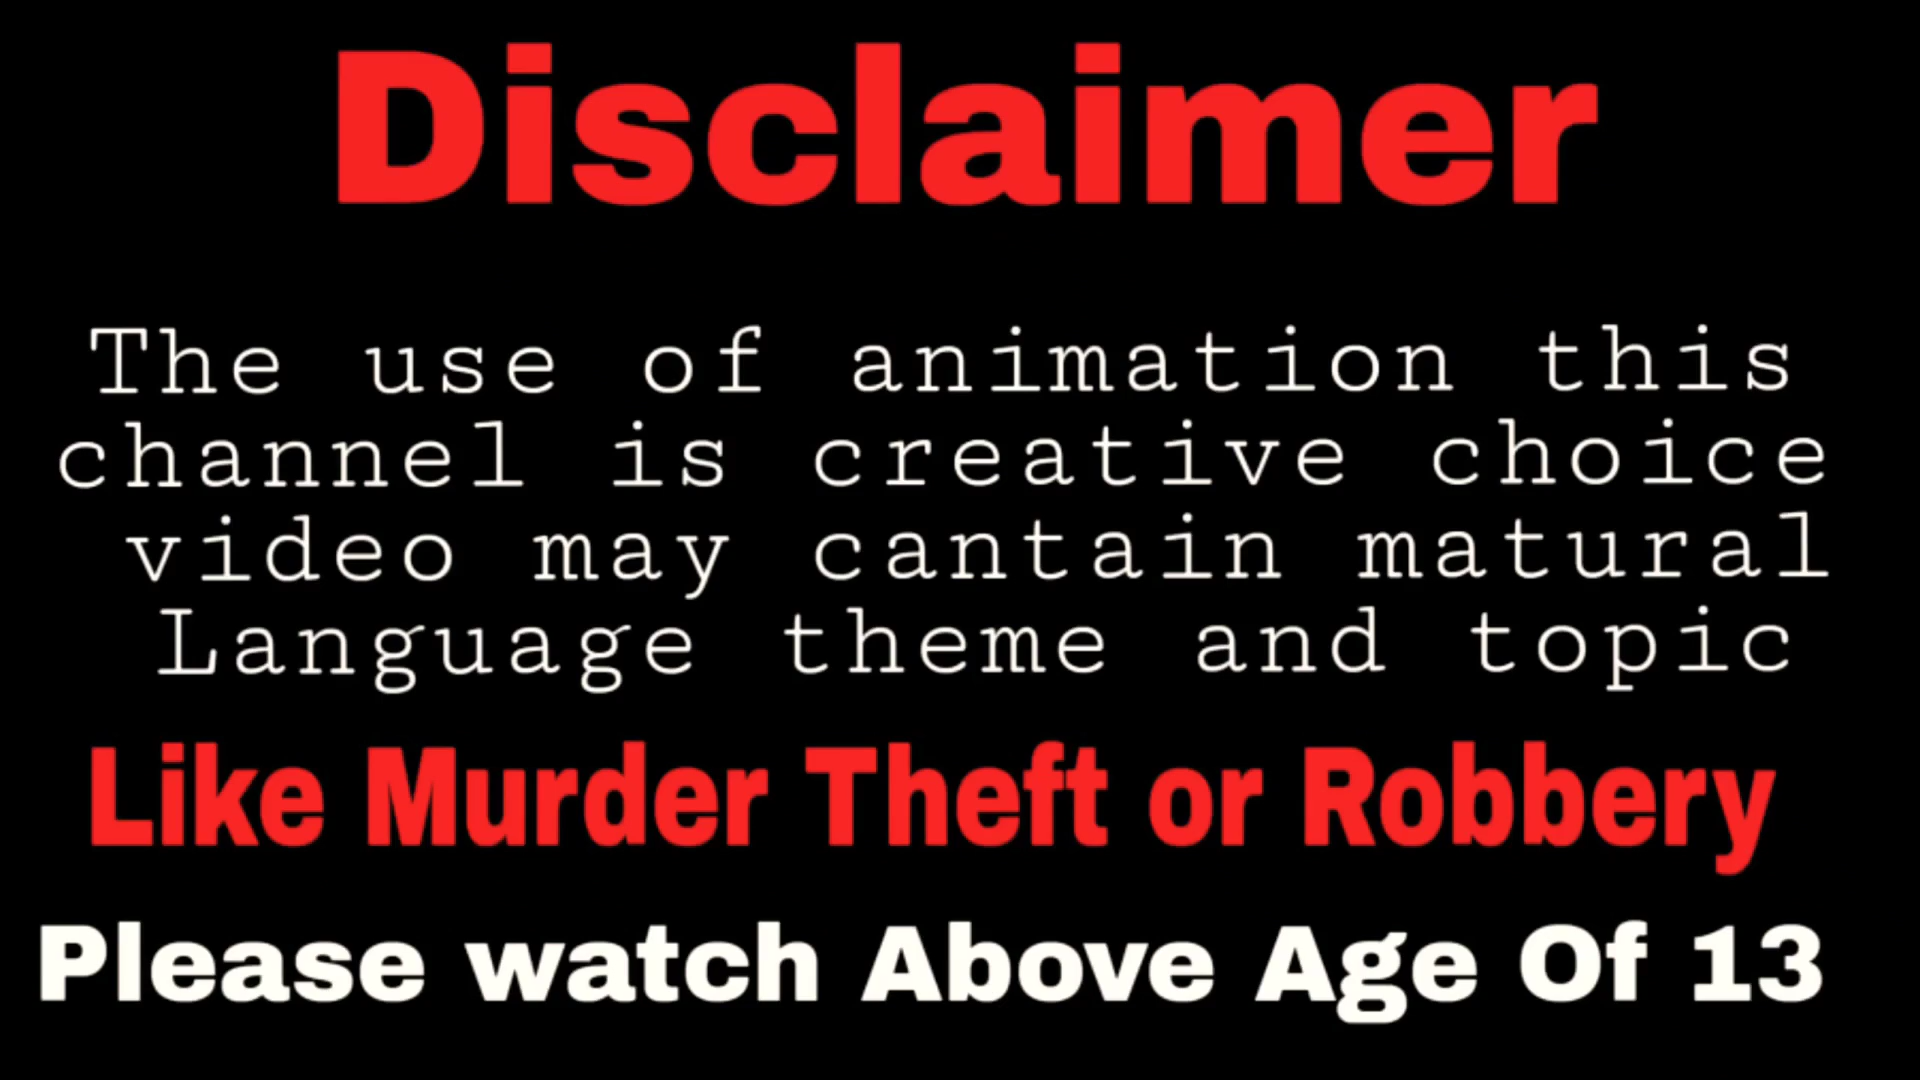 Disclaimer
The use of animation this
channel is creative choice
video may cantain matural
Language theme and topic
Like Murder Theft or Robbery
Please watch Above Age Of 13